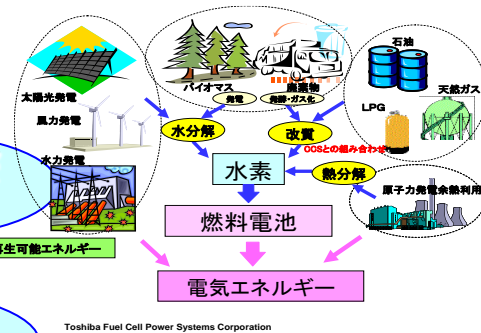 石油
太陽光発電
バイオマス
廃棄物
天然ガス
発電
発酵・ガス化
LPG
風力発電
水分解
改質
CCSとの組み合わせ
水力発電
水素
熱分解
原子力発電余熱利用
燃料電池
再生可能エネルギー
電気エネルギー
Toshiba Fuel Cell Power Systems Corporation